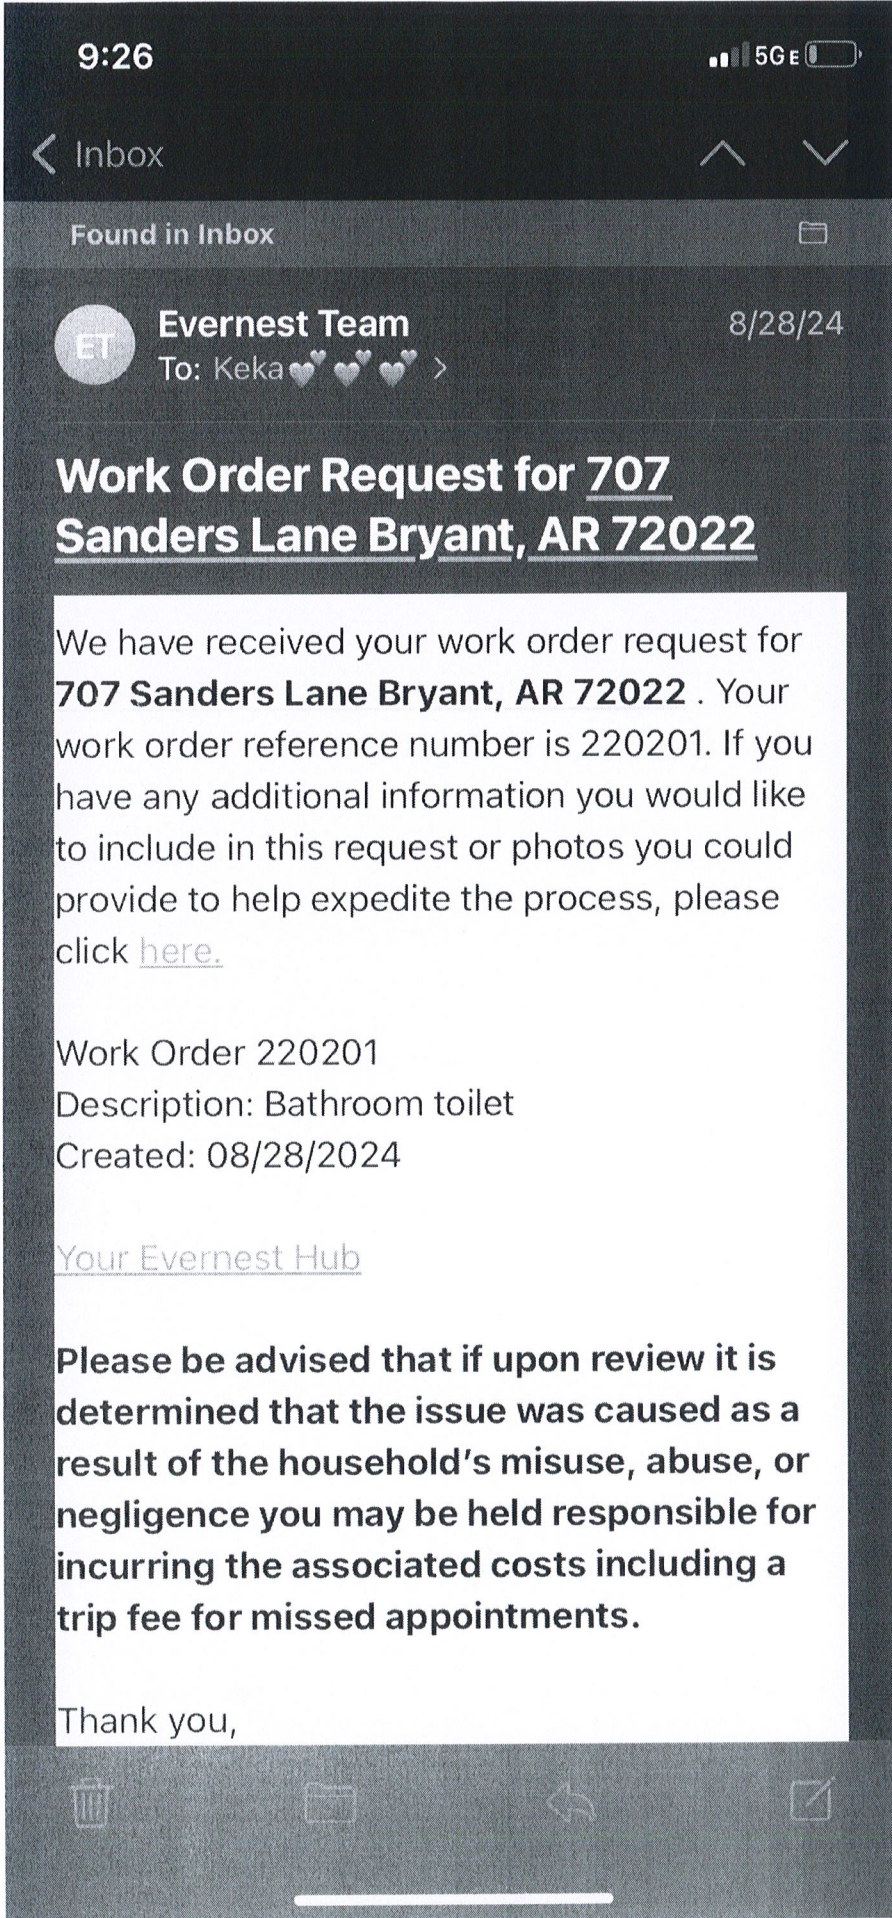 9:26
5GE
Inbox
Found in Inbox
ET
Evernest Team
8/28/24
To: Keka💕💕💕
Work Order Request for 707
Sanders Lane Bryant, AR 72022
We have received your work order request for
707 Sanders Lane Bryant, AR 72022 . Your
work order reference number is 220201. If you
have any additional information you would like
to include in this request or photos you could
provide to help expedite the process, please
click here.
Work Order 220201
Description: Bathroom toilet
Created: 08/28/2024
Your Evernest Hub
Please be advised that if upon review it is
determined that the issue was caused as a
result of the household's misuse, abuse, or
negligence you may be held responsible for
incurring the associated costs including a
trip fee for missed appointments.
Thank you,